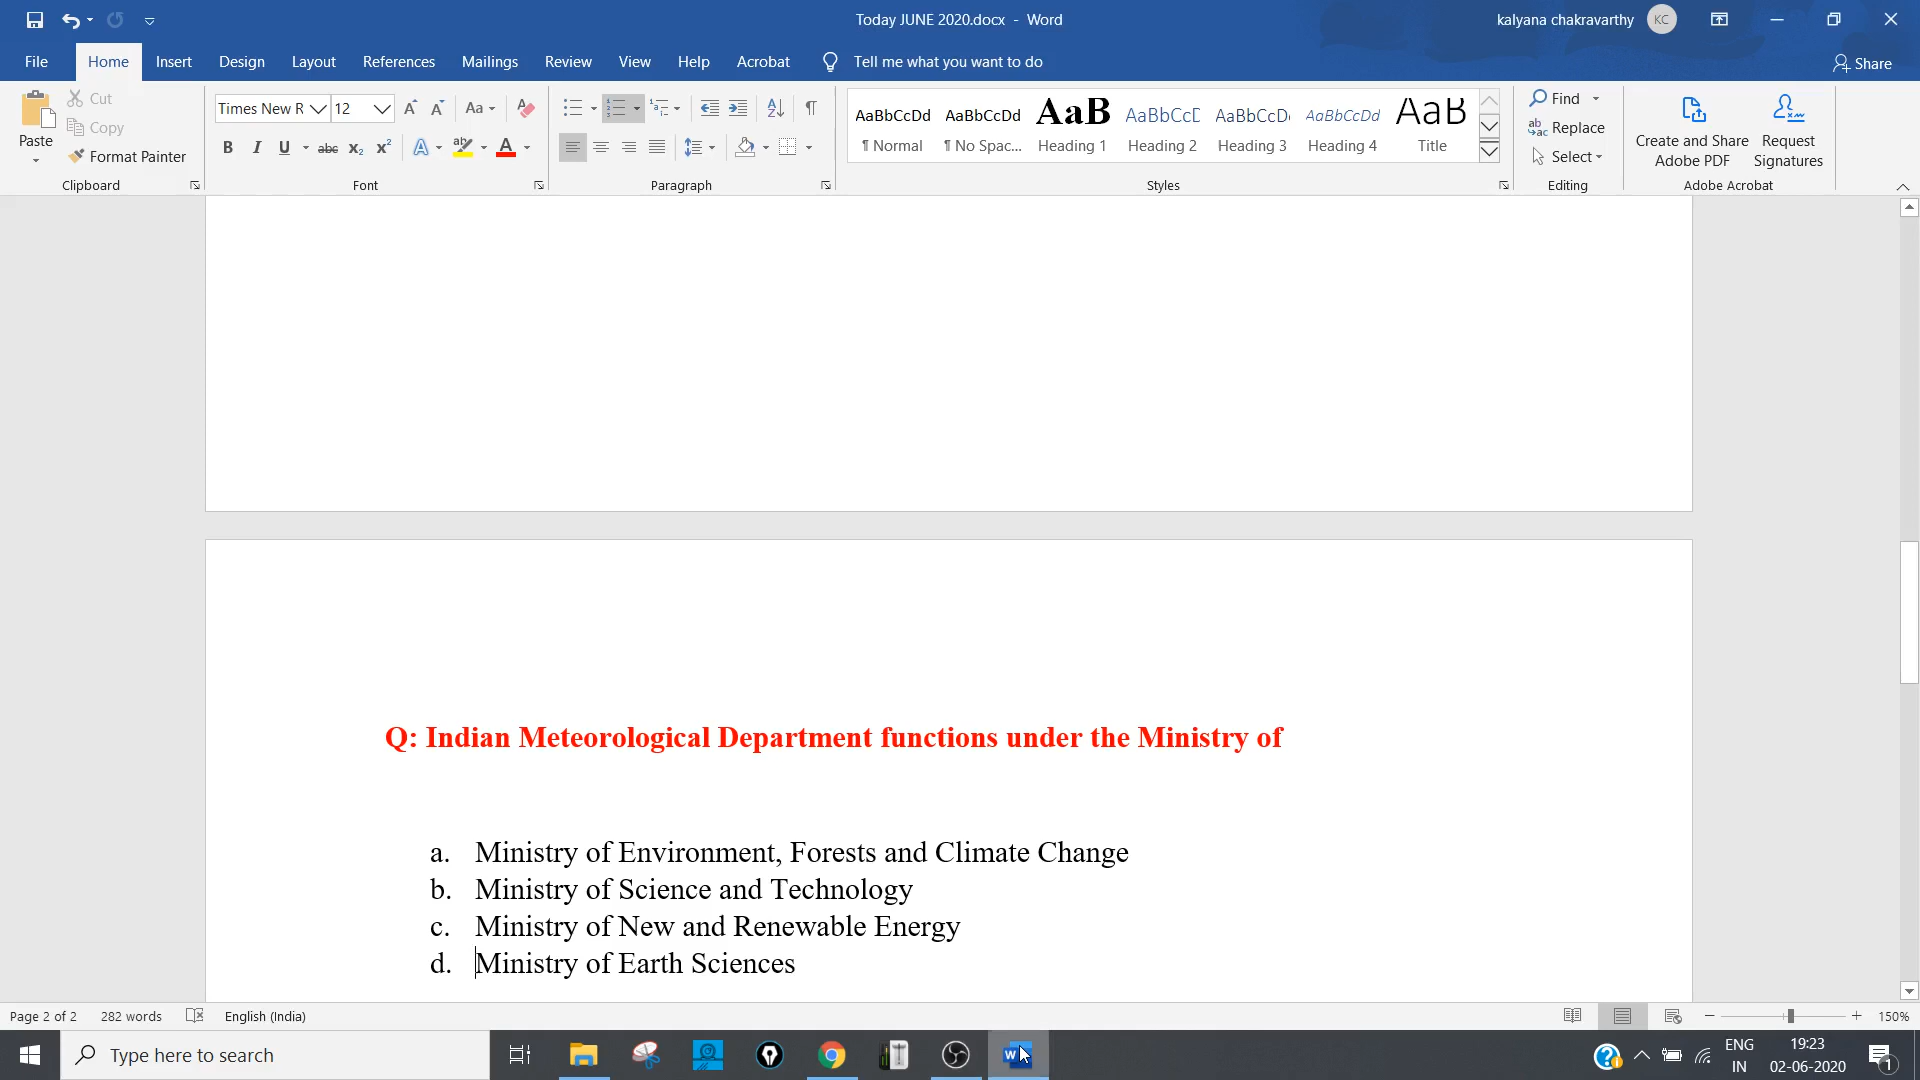 Today JUNE 2020.docx - Word
kalyana chakravarthy KC
File Home Insert Design Layout References Mailings Review View Help Acrobat Tell me what you want to do Share
Paste
Cut
Copy
Format Painter
Clipboard
Times New R 12
Aa
B I U abc x₂ x² A ab A
Font
Paragraph
AaBbCcDd AaBbCcDd AaB AaBbCcD AaBbCcD AaBbCcDd AaB
¶ Normal ¶ No Spac... Heading 1 Heading 2 Heading 3 Heading 4 Title
Styles
Find
Replace
Select
Editing
Create and Share Adobe PDF
Request Signatures
Adobe Acrobat
Q: Indian Meteorological Department functions under the Ministry of
a. Ministry of Environment, Forests and Climate Change
b. Ministry of Science and Technology
c. Ministry of New and Renewable Energy
d. Ministry of Earth Sciences
Page 2 of 2 282 words English (India) 150%
Type here to search
ENG
IN
19:23
02-06-2020
1